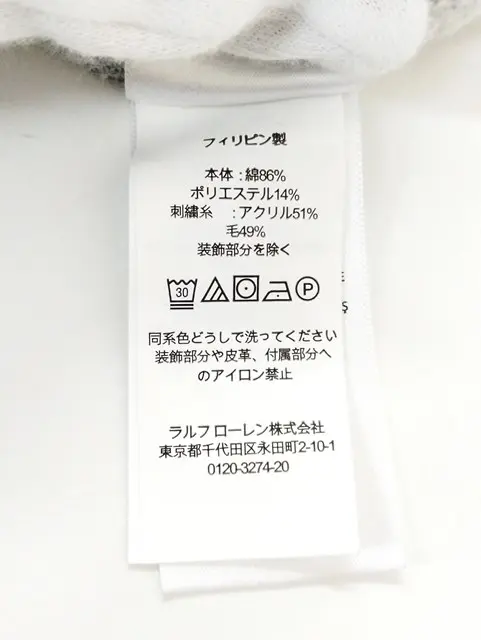 フィリピン製
本体 : 綿86%
ポリエステル14%
刺繍糸 : アクリル51%
毛49%
装飾部分を除く
30 P
同系色どうしで洗ってください
装飾部分や皮革、付属部分へ
のアイロン禁止
ラルフ ローレン株式会社
東京都千代田区永田町2-10-1
0120-3274-20